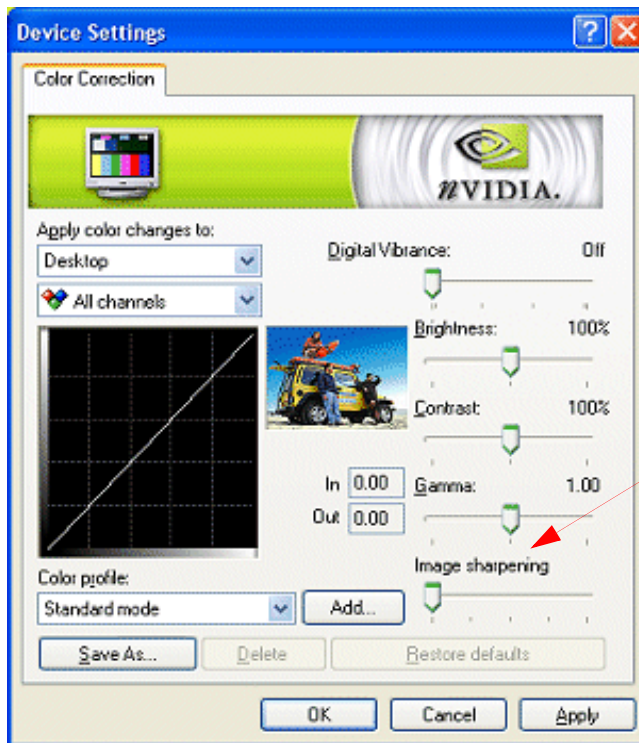 Device Settings
Color Correction
nVIDIA.
Apply color changes to:
Desktop
All channels
Digital Vibrance: Off
Brightness: 100%
Contrast: 100%
In 0.00
Out 0.00
Gamma: 1.00
Image sharpening
Color profile:
Standard mode
Add...
Save As...
Delete
Restore defaults
OK
Cancel
Apply